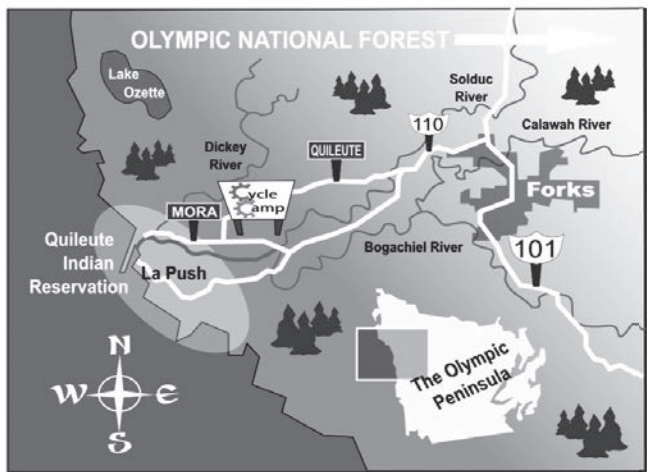 OLYMPIC NATIONAL FOREST
Lake
Ozette
Solduc
River
110
Calawah River
Dickey
River
QUILEUTE
Cycle
Camp
Forks
MORA
101
Quileute
Indian
Reservation
La Push
Bogachiel River
The Olympic
Peninsula
N
W E
S